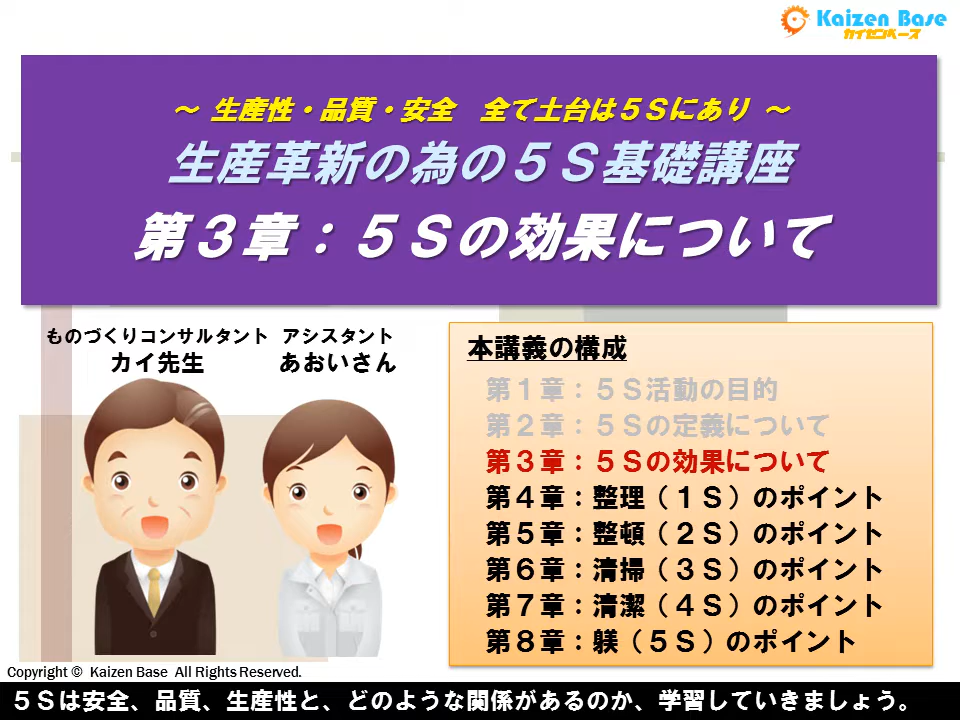 Kaizen Base
カイゼンベース
～ 生産性・品質・安全　全て土台は５Ｓにあり ～
生産革新の為の５Ｓ基礎講座
第３章：５Ｓの効果について
ものづくりコンサルタント
カイ先生
アシスタント
あおいさん
本講義の構成
第１章：５Ｓ活動の目的
第２章：５Ｓの定義について
第３章：５Ｓの効果について
第４章：整理（１Ｓ）のポイント
第５章：整頓（２Ｓ）のポイント
第６章：清掃（３Ｓ）のポイント
第７章：清潔（４Ｓ）のポイント
第８章：躾（５Ｓ）のポイント
Copyright © Kaizen Base All Rights Reserved.
５Ｓは安全、品質、生産性と、どのような関係があるのか、学習していきましょう。